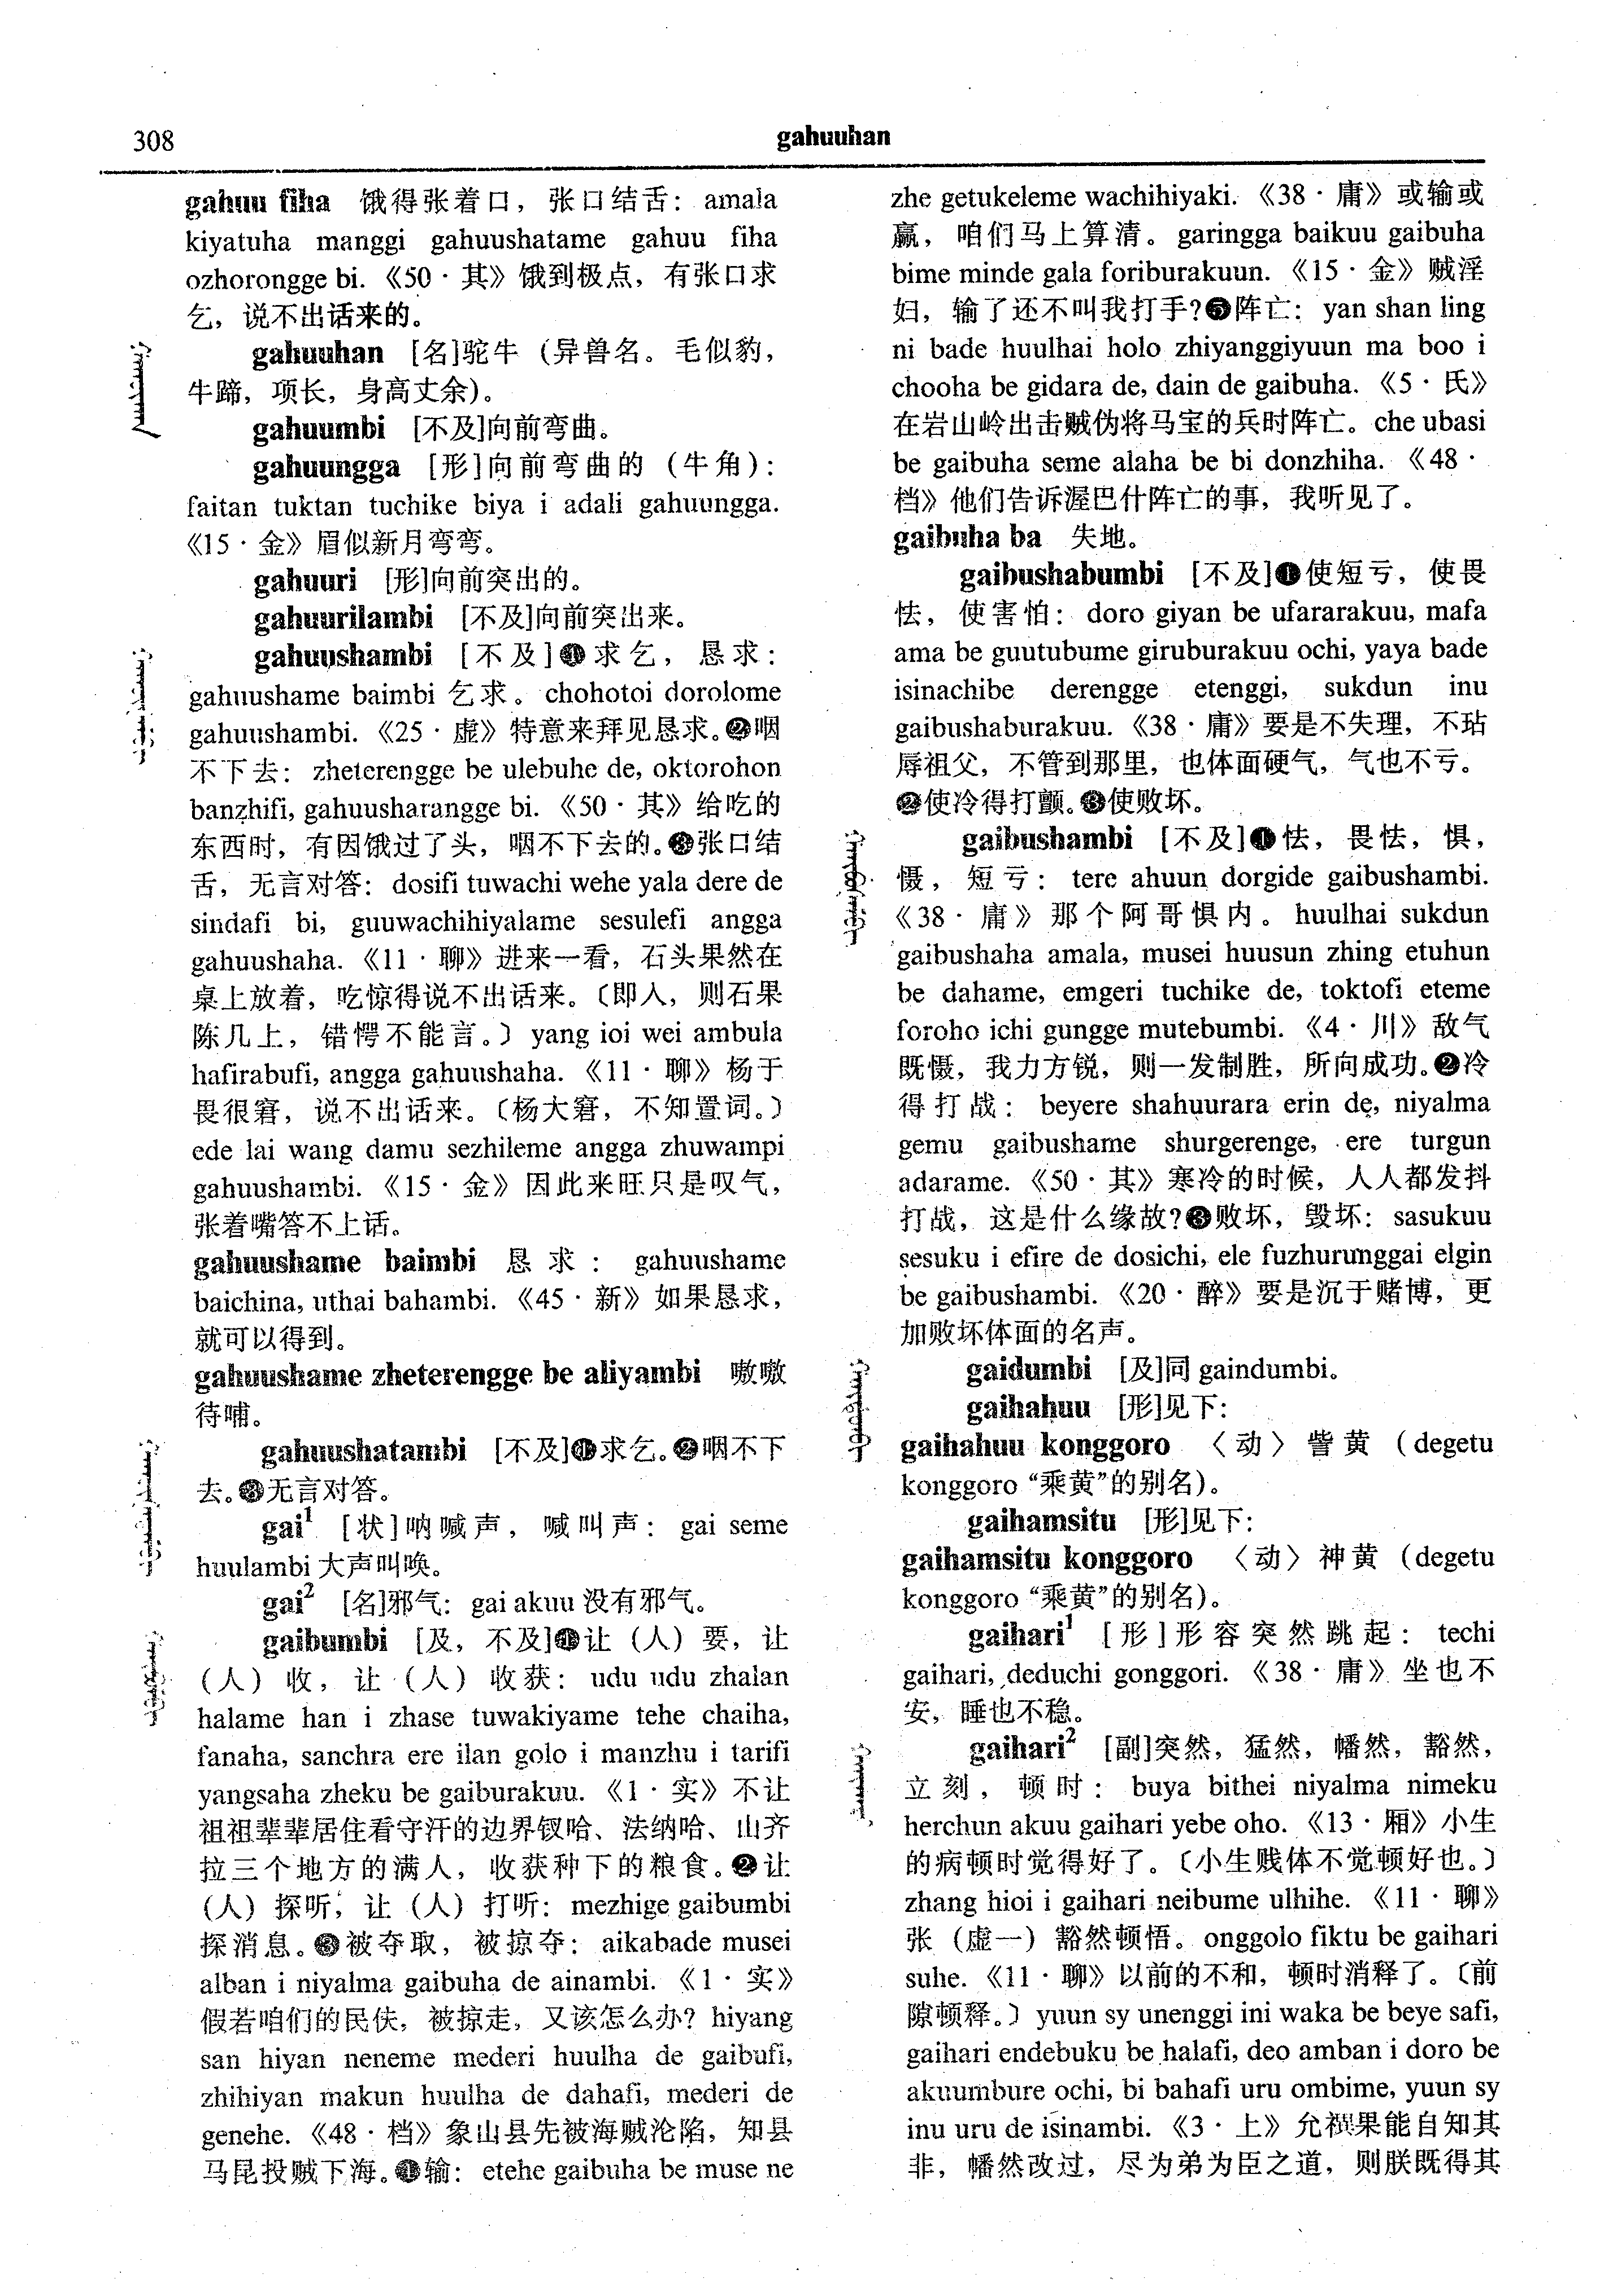 308
gahuuhan
gahuu fiha 饿得张着口，张口结舌：amala
kiyatuha manggi gahuushatame gahuu fiha
ozhorongge bi.《50·其》饿到极点，有张口求
乞，说不出话来的。
gahuuhan [名]驼牛（异兽名。毛似豹，
牛蹄，项长，身高丈余）。
gahuumbi [不及]向前弯曲。
gahuungga [形]向前弯曲的（牛角）：
faitan tuktan tuchike biya i adali gahuungga.
《15·金》眉似新月弯弯。
gahuuri [形]向前突出的。
gahuurilambi [不及]向前突出来。
gahuushambi [不及]❶求乞，恳求：
gahuushame baimbi 乞求。chohotoi dorolome
gahuushambi.《25·虚》特意来拜见恳求。❷咽
不下去：zheterengge be ulebuhe de, oktorohon
banzhifi, gahuusharangge bi.《50·其》给吃的
东西时，有因饿过了头，咽不下去的。❸张口结
舌，无言对答：dosifi tuwachi wehe yala dere de
sindafi bi, guuwachihiyalame sesulefi angga
gahuushaha.《11·聊》进来一看，石头果然在
桌上放着，吃惊得说不出话来。〔即入，则石果
陈几上，错愕不能言。〕yang ioi wei ambula
hafirabufi, angga gahuushaha.《11·聊》杨于
畏很窘，说不出话来。〔杨大窘，不知置词。〕
ede lai wang damu sezhileme angga zhuwampi
gahuushambi.《15·金》因此来旺只是叹气，
张着嘴答不上话。
gahuushame baimbi 恳求：gahuushame
baichina, uthai bahambi.《45·新》如果恳求，
就可以得到。
gahuushame zheterengge be aliyambi 嗷嗷
待哺。
gahuushatambi [不及]❶求乞。❷咽不下
去。❸无言对答。
gai¹ [状]呐喊声，喊叫声：gai seme
huulambi 大声叫唤。
gai² [名]邪气：gai akuu 没有邪气。
gaibumbi [及，不及]❶让（人）要，让
（人）收，让（人）收获：udu udu zhalan
halame han i zhase tuwakiyame tehe chaiha,
fanaha, sanchra ere ilan golo i manzhu i tarifi
yangsaha zheku be gaiburakuu.《1·实》不让
祖祖辈辈居住看守汗的边界钗哈、法纳哈、山齐
拉三个地方的满人，收获种下的粮食。❷让
（人）探听，让（人）打听：mezhige gaibumbi
探消息。❸被夺取，被掠夺：aikabade musei
alban i niyalma gaibuha de ainambi.《1·实》
假若咱们的民伕，被掠走，又该怎么办？hiyang
san hiyan neneme mederi huulha de gaibufi,
zhihiyan makun huulha de dahafi, mederi de
genehe.《48·档》象山县先被海贼沦陷，知县
马昆投贼下海。❹输：etehe gaibuha be muse ne
zhe getukeleme wachihiyaki.《38·庸》或输或
赢，咱们马上算清。garingga baikuu gaibuha
bime minde gala foriburakuun.《15·金》贼淫
妇，输了还不叫我打手？❺阵亡：yan shan ling
ni bade huulhai holo zhiyanggiyuun ma boo i
chooha be gidara de, dain de gaibuha.《5·氏》
在岩山岭出击贼伪将马宝的兵时阵亡。che ubasi
be gaibuha seme alaha be bi donzhiha.《48·
档》他们告诉渥巴什阵亡的事，我听见了。
gaibuha ba 失地。
gaibushabumbi [不及]❶使短亏，使畏
怯，使害怕：doro giyan be ufararakuu, mafa
ama be guutubume giruburakuu ochi, yaya bade
isinachibe derengge etenggi, sukdun inu
gaibushaburakuu.《38·庸》要是不失理，不玷
辱祖父，不管到那里，也体面硬气，气也不亏。
❷使冷得打颤。❸使败坏。
gaibushambi [不及]❶怯，畏怯，惧，
慑，短亏：tere ahuun dorgide gaibushambi.
《38·庸》那个阿哥惧内。huulhai sukdun
gaibushaha amala, musei huusun zhing etuhun
be dahame, emgeri tuchike de, toktofi eteme
foroho ichi gungge mutebumbi.《4·川》敌气
既慑，我力方锐，则一发制胜，所向成功。❷冷
得打战：beyere shahuurara erin de, niyalma
gemu gaibushame shurgerenge, ere turgun
adarame.《50·其》寒冷的时候，人人都发抖
打战，这是什么缘故？❸败坏，毁坏：sasukuu
sesuku i efire de dosichi, ele fuzhurunggai elgin
be gaibushambi.《20·醉》要是沉于赌博，更
加败坏体面的名声。
gaidumbi [及]同 gaindumbi。
gaihahuu [形]见下：
gaihahuu konggoro 〈动〉訾黄（degetu
konggoro “乘黄”的别名）。
gaihamsitu [形]见下：
gaihamsitu konggoro 〈动〉神黄（degetu
konggoro “乘黄”的别名）。
gaihari¹ [形]形容突然跳起：techi
gaihari, deduchi gonggori.《38·庸》坐也不
安，睡也不稳。
gaihari² [副]突然，猛然，幡然，豁然，
立刻，顿时：buya bithei niyalma nimeku
herchun akuu gaihari yebe oho.《13·厢》小生
的病顿时觉得好了。〔小生贱体不觉顿好也。〕
zhang hioi i gaihari neibume ulhihe.《11·聊》
张（虚一）豁然顿悟。onggolo fiktu be gaihari
suhe.《11·聊》以前的不和，顿时消释了。〔前
隙顿释。〕yuun sy unenggi ini waka be beye safi,
gaihari endebuku be halafi, deo amban i doro be
akuumbure ochi, bi bahafi uru ombime, yuun sy
inu uru de isinambi.《3·上》允禩果能自知其
非，幡然改过，尽为弟为臣之道，则朕既得其